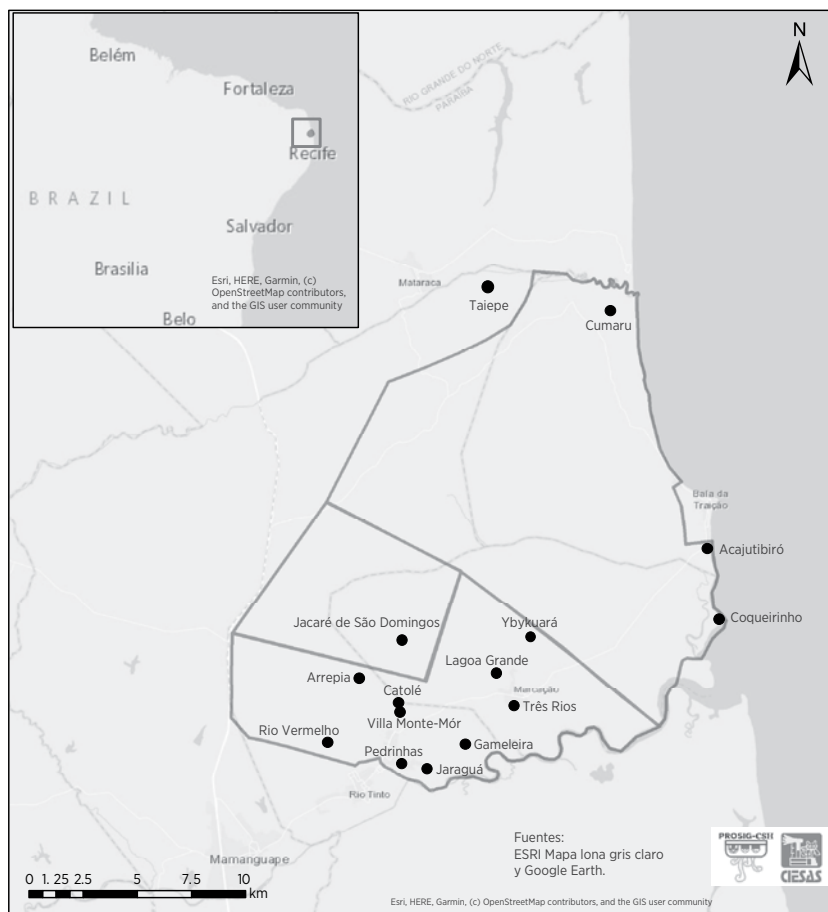 Belém
Fortaleza
Recife
BRAZIL
Salvador
Brasilia
Esri, HERE, Garmin, (c)
OpenStreetMap contributors,
and the GIS user community
Belo
RIO GRANDE DO NORTE
PARAÍBA
N
Mataraca
Taiepe
Cumaru
Baía da
Traição
Acajutibiró
Coqueirinho
Jacaré de São Domingos
Ybykuará
Lagoa Grande
Arrepia
Catolé
Marcação
Três Rios
Villa Monte-Mór
Rio Vermelho
Gameleira
Pedrinhas
Jaraguá
Rio Tinto
Mamanguape
Fuentes:
ESRI Mapa lona gris claro
y Google Earth.
PROSIG-CSII
CIESAS
0 1.25 2.5 5 7.5 10
km
Esri, HERE, Garmin, (c) OpenStreetMap contributors, and the GIS user community